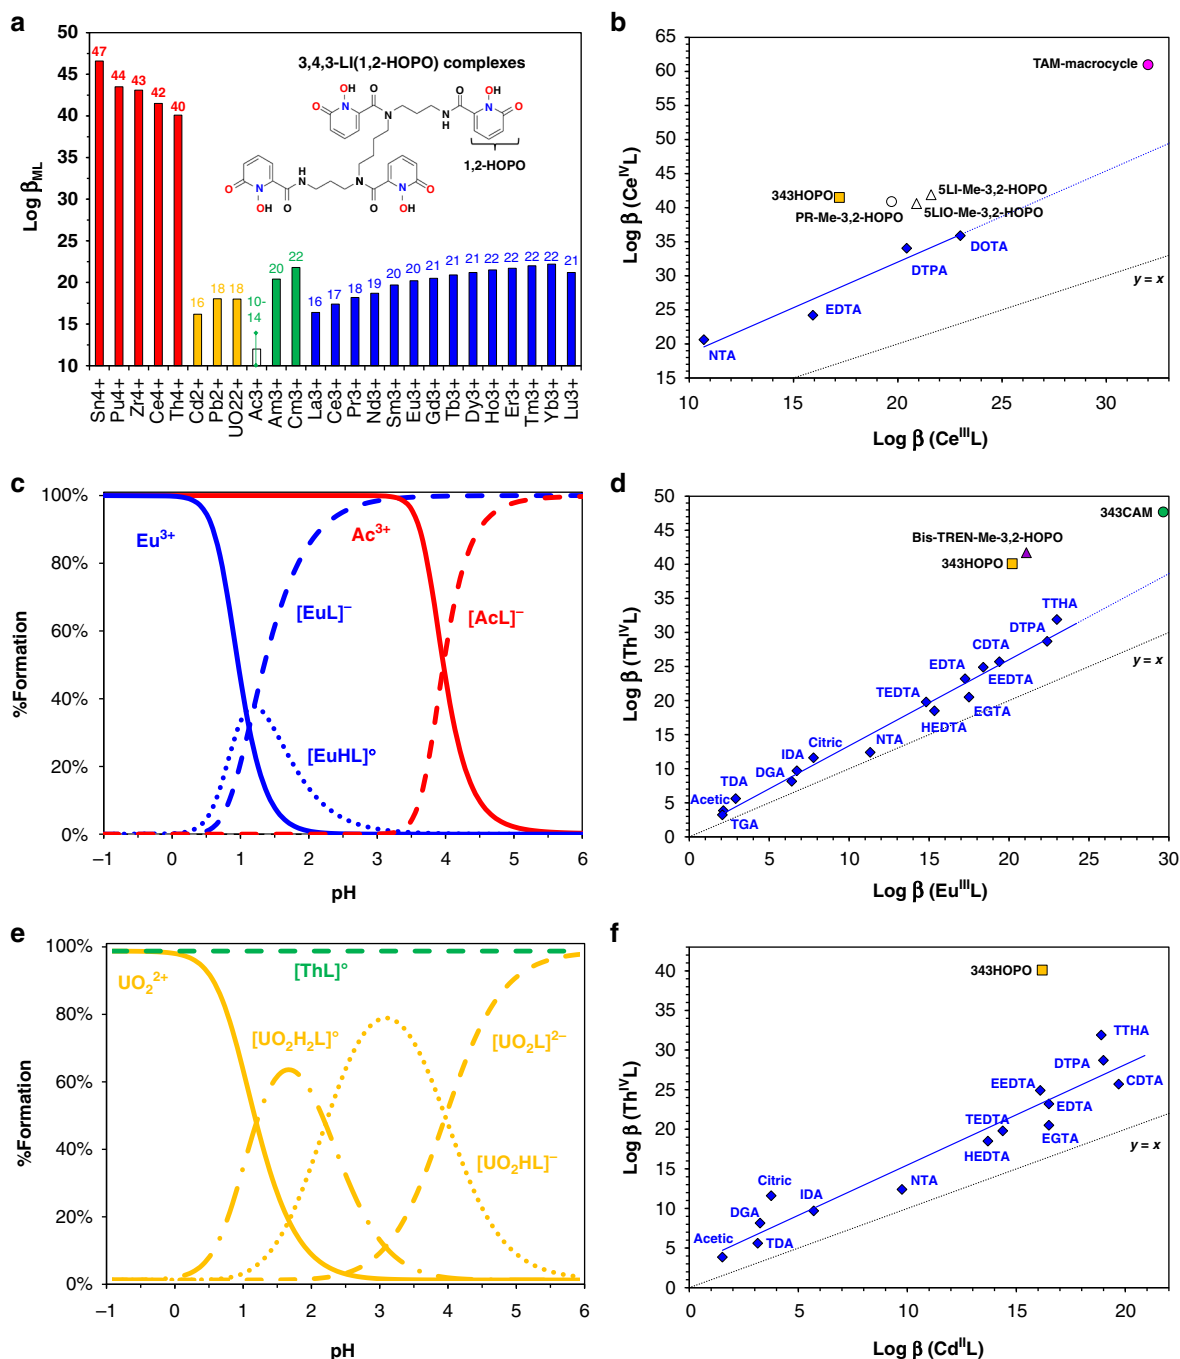 a
3,4,3-LI(1,2-HOPO) complexes
Log βML
50
45
40
35
30
25
20
15
10
47
44
43
42
40
16
18
18
10-
14
20
22
16
17
18
19
20
20
21
21
21
22
22
22
22
21
OH
O
N
O
N
H
N
O
N
OH
O
1,2-HOPO
O
N
OH
O
H
N
N
O
N
OH
O
Sn4+
Pu4+
Zr4+
Ce4+
Th4+
Cd2+
Pb2+
UO22+
Ac3+
Am3+
Cm3+
La3+
Ce3+
Pr3+
Nd3+
Sm3+
Eu3+
Gd3+
Tb3+
Dy3+
Ho3+
Er3+
Tm3+
Yb3+
Lu3+
b
Log β (CeIVL)
65
60
55
50
45
40
35
30
25
20
15
TAM-macrocycle
343HOPO
5LI-Me-3,2-HOPO
PR-Me-3,2-HOPO
5LIO-Me-3,2-HOPO
DOTA
DTPA
EDTA
NTA
y = x
10 15 20 25 30
Log β (CeIIIL)
c
%Formation
100%
80%
60%
40%
20%
0%
Eu3+
Ac3+
[EuL]−
[AcL]−
[EuHL]°
−1 0 1 2 3 4 5 6
pH
d
Log β (ThIVL)
50
45
40
35
30
25
20
15
10
5
0
343CAM
Bis-TREN-Me-3,2-HOPO
343HOPO
TTHA
DTPA
y = x
CDTA
EDTA
EEDTA
TEDTA
EGTA
HEDTA
Citric
NTA
IDA
DGA
TDA
Acetic
TGA
0 5 10 15 20 25 30
Log β (EuIIIL)
e
%Formation
100%
80%
60%
40%
20%
0%
[ThL]°
UO22+
[UO2H2L]°
[UO2L]2−
[UO2HL]−
−1 0 1 2 3 4 5 6
pH
f
Log β (ThIVL)
40
35
30
25
20
15
10
5
0
343HOPO
TTHA
DTPA
EEDTA
CDTA
EDTA
TEDTA
EGTA
HEDTA
y = x
Citric
IDA
NTA
DGA
Acetic
TDA
0 5 10 15 20
Log β (CdIIL)